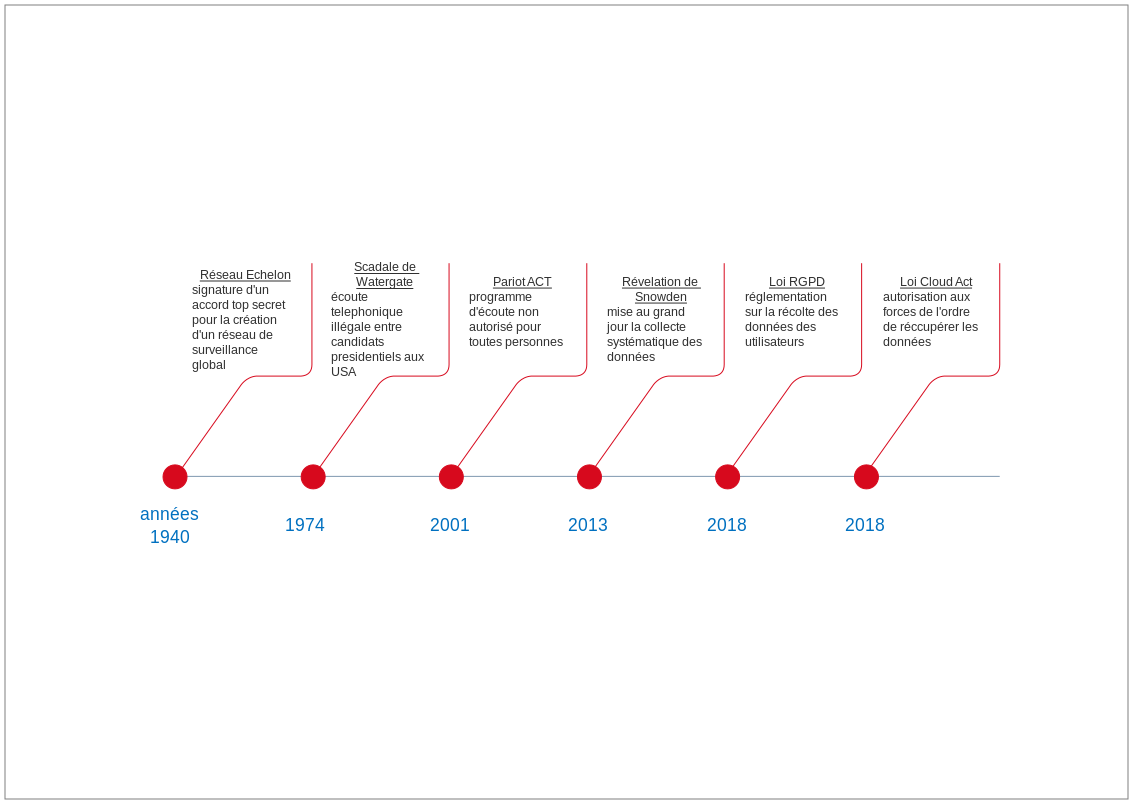 Réseau Echelon
signature d'un
accord top secret
pour la création
d'un réseau de
surveillance
global
Scadale de
Watergate
écoute
telephonique
illégale entre
candidats
presidentiels aux
USA
Pariot ACT
programme
d'écoute non
autorisé pour
toutes personnes
Révelation de
Snowden
mise au grand
jour la collecte
systématique des
données
Loi RGPD
réglementation
sur la récolte des
données des
utilisateurs
Loi Cloud Act
autorisation aux
forces de l'ordre
de réccupérer les
données
années
1940
1974
2001
2013
2018
2018